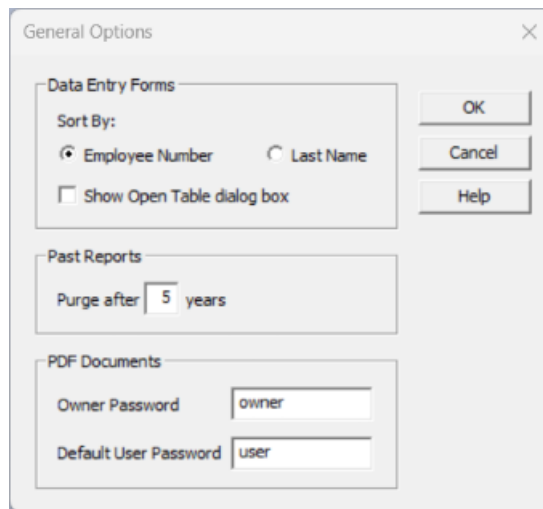 General Options
Data Entry Forms
Sort By:
Employee Number Last Name
Show Open Table dialog box
OK
Cancel
Help
Past Reports
Purge after 5 years
PDF Documents
Owner Password owner
Default User Password user